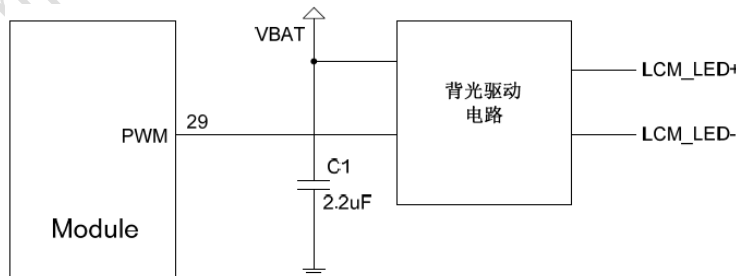 VBAT
背光驱动
电路
LCM_LED+
LCM_LED-
PWM
29
C1
2.2uF
Module